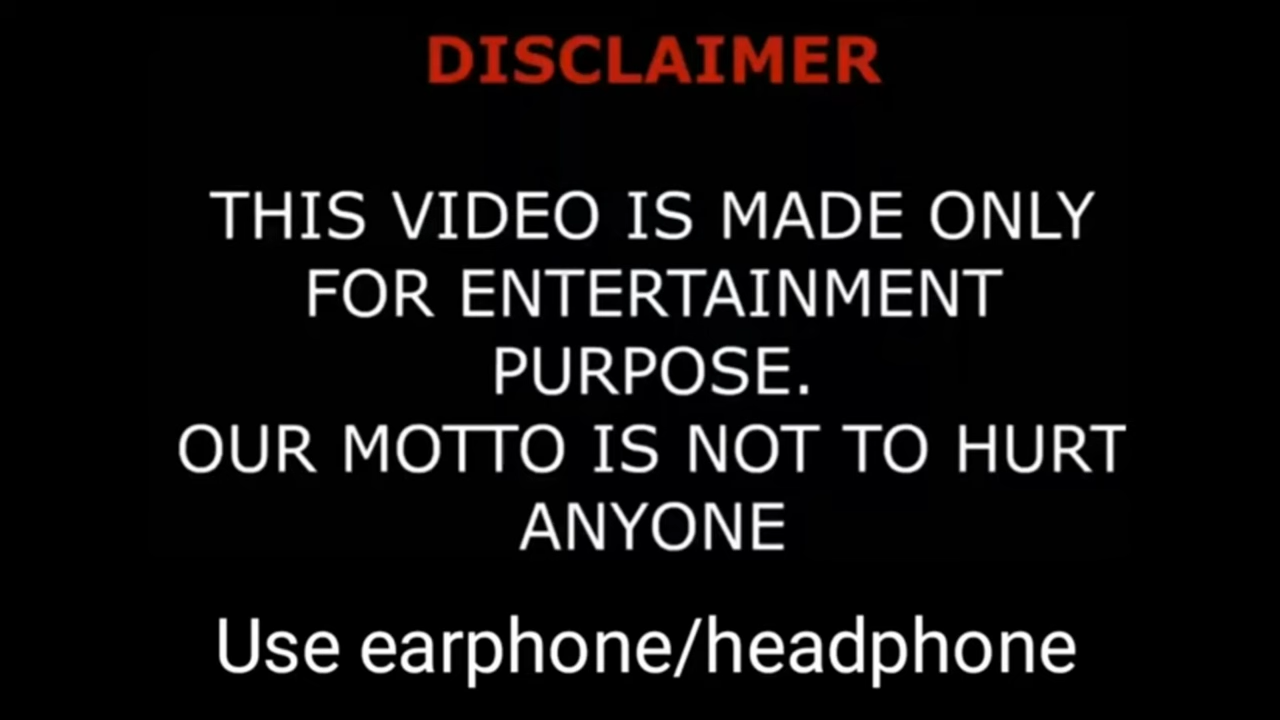 DISCLAIMER
THIS VIDEO IS MADE ONLY
FOR ENTERTAINMENT
PURPOSE.
OUR MOTTO IS NOT TO HURT
ANYONE
Use earphone/headphone